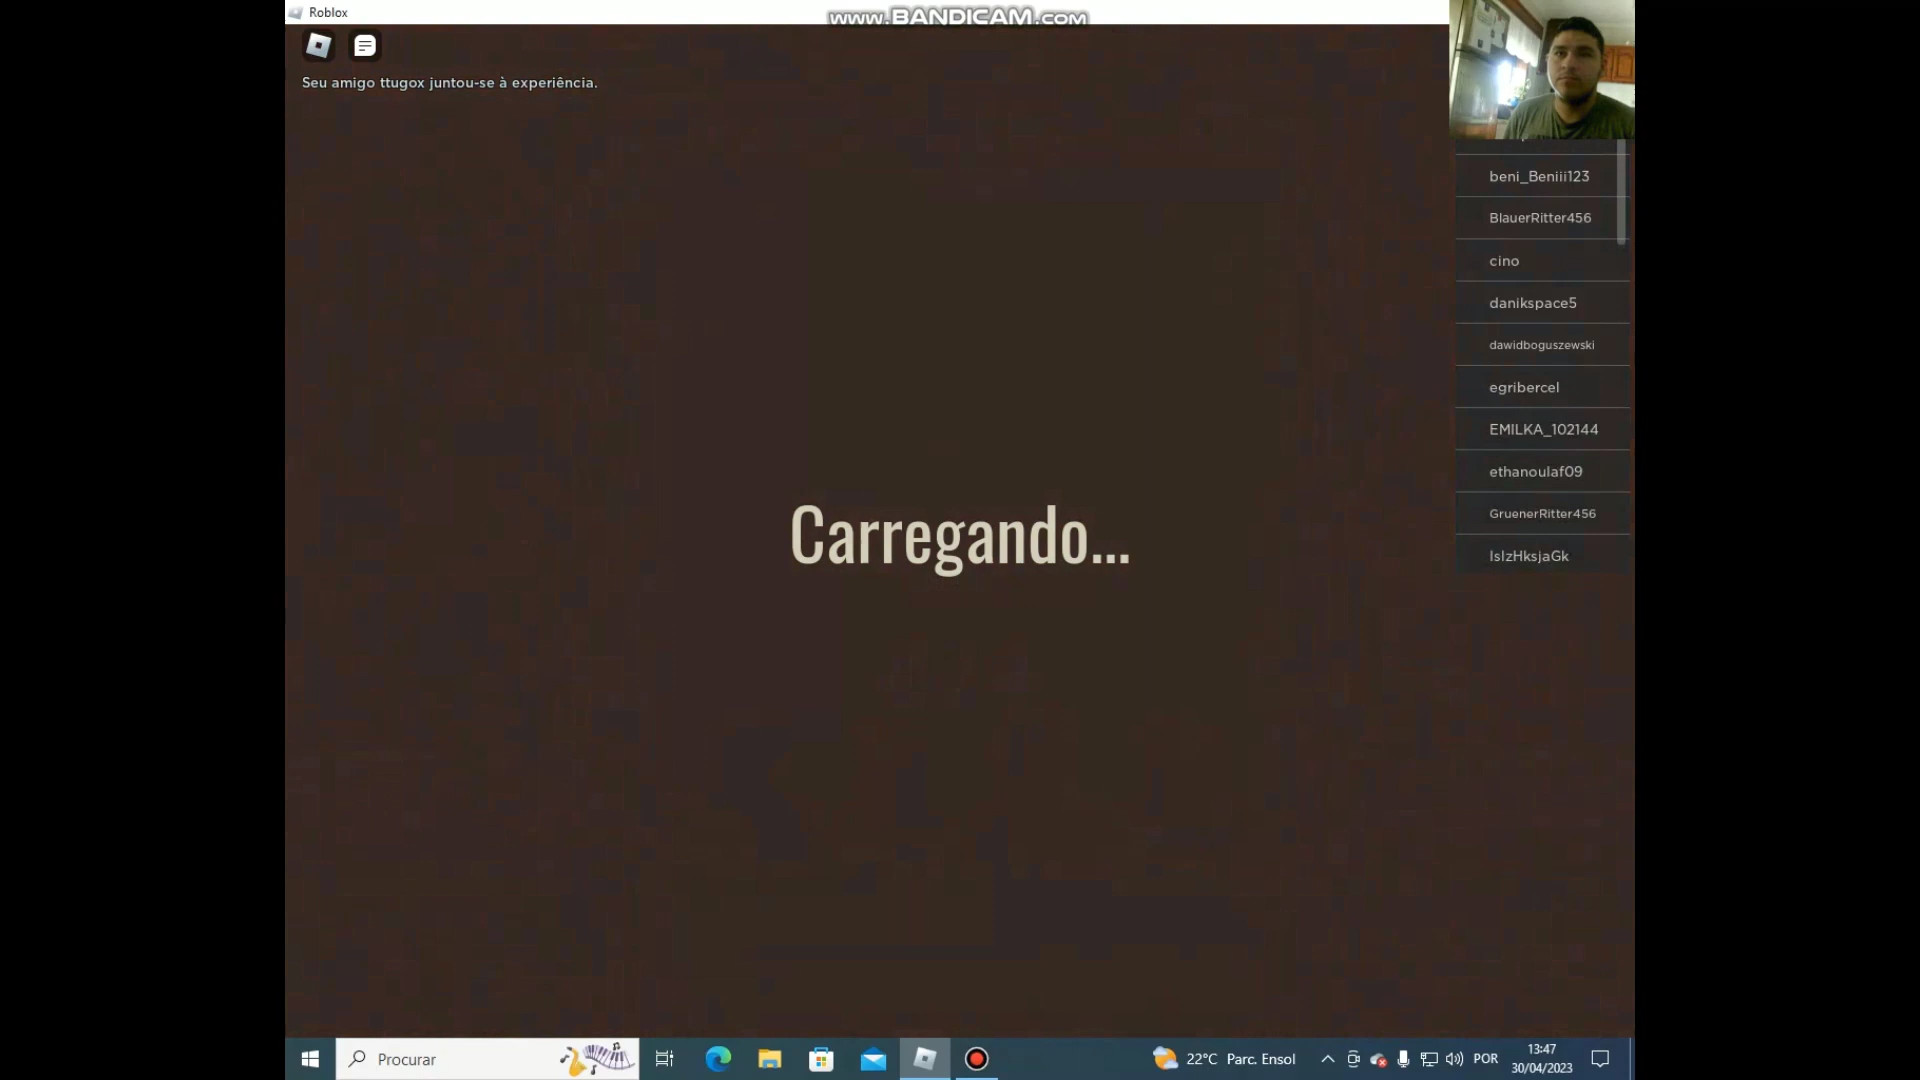 Roblox
www.BANDICAM.com
Seu amigo ttugox juntou-se à experiência.
beni_Beniii123
BlauerRitter456
cino
danikspace5
dawidboguszewski
egribercel
EMILKA_102144
ethanoulaf09
GruenerRitter456
IslzHksjaGk
Carregando...
Procurar
22°C Parc. Ensol
POR
13:47
30/04/2023